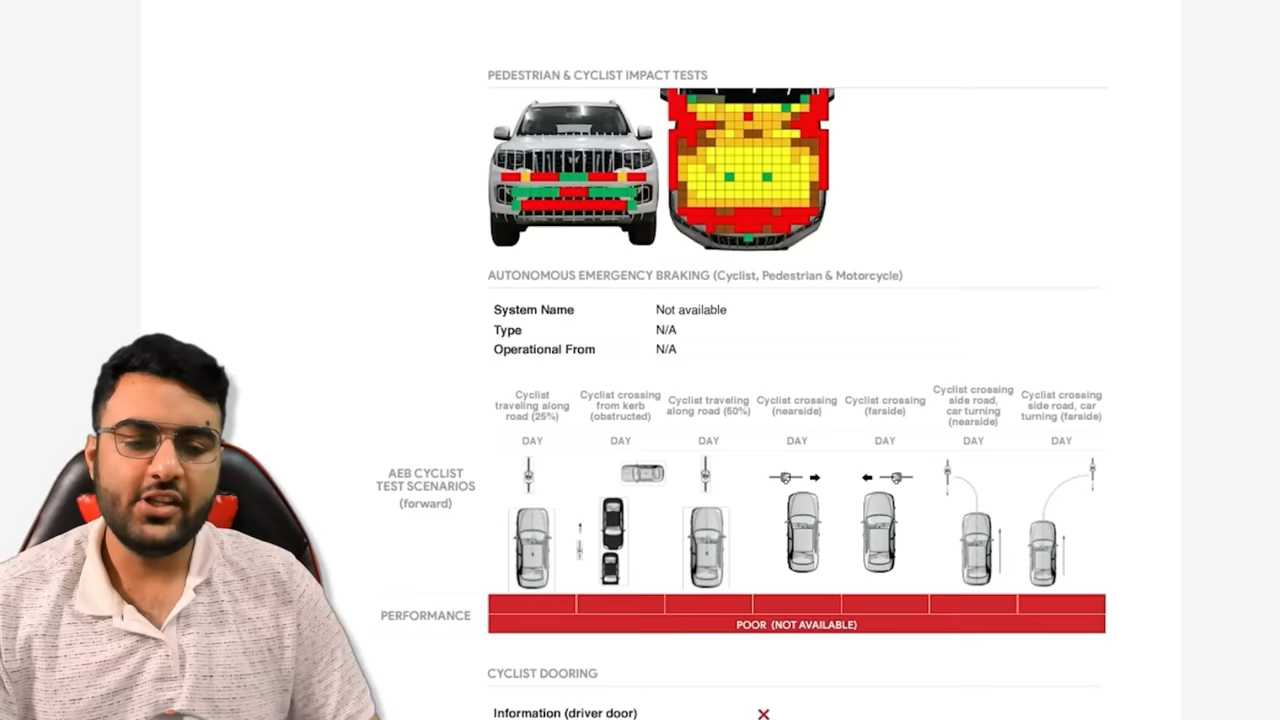 PEDESTRIAN & CYCLIST IMPACT TESTS
AUTONOMOUS EMERGENCY BRAKING (Cyclist, Pedestrian & Motorcycle)
System Name Not available
Type N/A
Operational From N/A
Cyclist
traveling along
road (25%)
Cyclist crossing
from kerb
(obstructed)
Cyclist traveling
along road (50%)
Cyclist crossing
(nearside)
Cyclist crossing
(farside)
Cyclist crossing
side road,
car turning
(nearside)
Cyclist crossing
side road, car
turning (farside)
DAY DAY DAY DAY DAY DAY DAY
AEB CYCLIST
TEST SCENARIOS
(forward)
PERFORMANCE
POOR (NOT AVAILABLE)
CYCLIST DOORING
Information (driver door) ✕